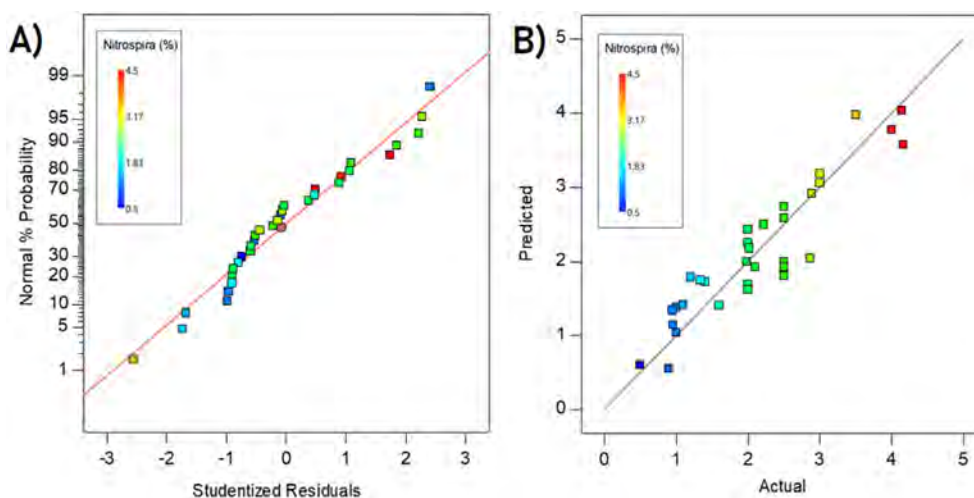 A)
Nitrospira (%)
4.5
3.17
1.83
0.5
Normal % Probability
99
95
90
80
70
50
30
20
10
5
1
-3 -2 -1 0 1 2 3
Studentized Residuals
B)
Nitrospira (%)
4.5
3.17
1.83
0.5
Predicted
5
4
3
2
1
0
0 1 2 3 4 5
Actual